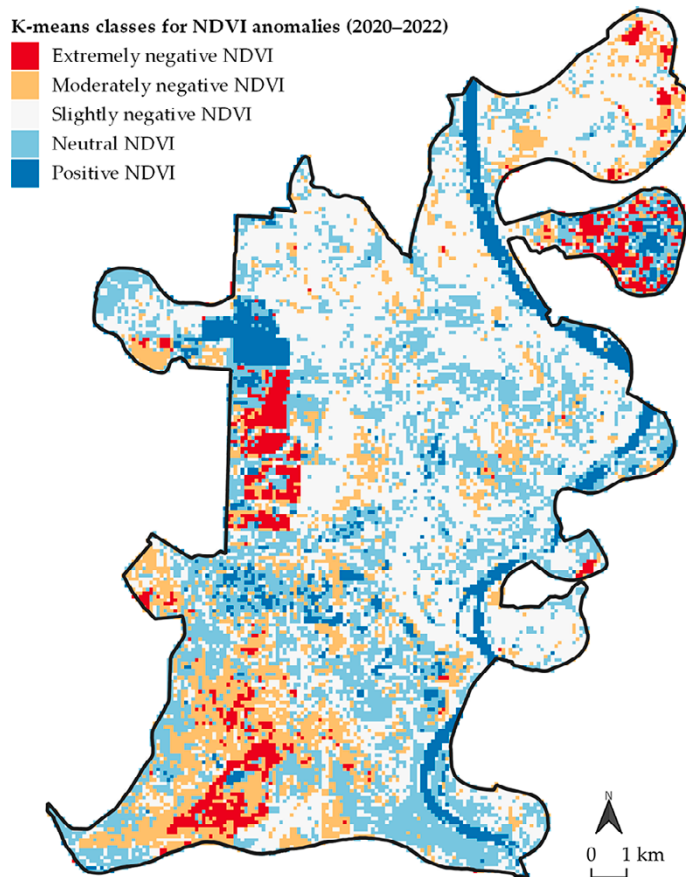 K-means classes for NDVI anomalies (2020–2022)
Extremely negative NDVI
Moderately negative NDVI
Slightly negative NDVI
Neutral NDVI
Positive NDVI
N
0 1 km